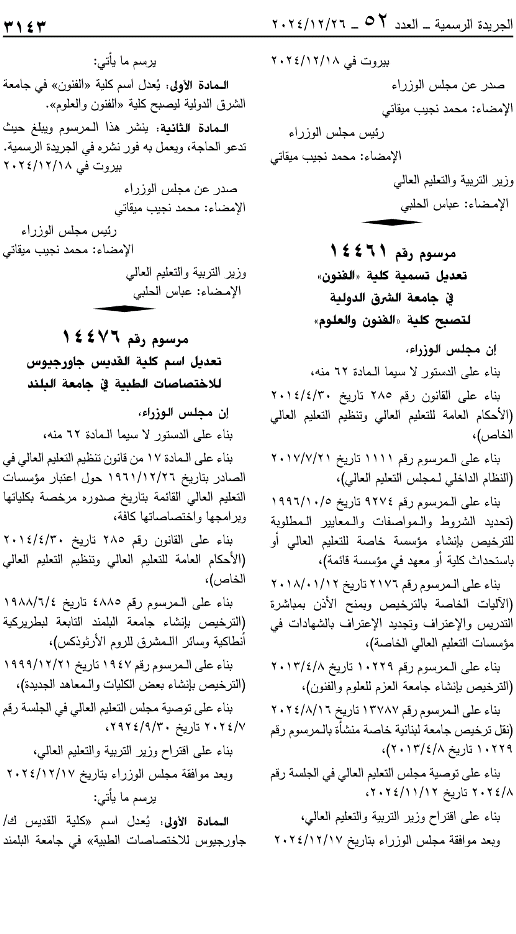 الجريدة الرسمية ــ العدد ٥٢ ــ ٢٠٢٤/١٢/٢٦
٣١٤٣
بيروت في ٢٠٢٤/١٢/١٨
صدر عن مجلس الوزراء
الإمضاء: محمد نجيب ميقاتي
رئيس مجلس الوزراء
الإمضاء: محمد نجيب ميقاتي
وزير التربية والتعليم العالي
الإمضاء: عباس الحلبي
مرسوم رقم ١٤٤٦١
تعديل تسمية كلية «الفنون»
في جامعة الشرق الدولية
لتصبح كلية «الفنون والعلوم»
إن مجلس الوزراء،
بناء على الدستور لا سيما المادة ٦٢ منه،
بناء على القانون رقم ٢٨٥ تاريخ ٢٠١٤/٤/٣٠
(الأحكام العامة للتعليم العالي وتنظيم التعليم العالي
الخاص)،
بناء على المرسوم رقم ١١١١ تاريخ ٢٠١٧/٧/٢١
(النظام الداخلي لمجلس التعليم العالي)،
بناء على المرسوم رقم ٩٢٧٤ تاريخ ١٩٩٦/١٠/٥
(تحديد الشروط والمواصفات والمعايير المطلوبة
للترخيص بإنشاء مؤسسة خاصة للتعليم العالي أو
باستحداث كلية أو معهد في مؤسسة قائمة)،
بناء على المرسوم رقم ٢١٧٦ تاريخ ٢٠١٨/٠١/١٢
(الآليات الخاصة بالترخيص وبمنح الأذن بمباشرة
التدريس والإعتراف وتجديد الإعتراف بالشهادات في
مؤسسات التعليم العالي الخاصة)،
بناء على المرسوم رقم ١٠٢٢٩ تاريخ ٢٠١٣/٤/٨
(الترخيص بإنشاء جامعة العزم للعلوم والفنون)،
بناء على المرسوم رقم ١٣٧٨٧ تاريخ ٢٠٢٤/٨/١٦
(نقل ترخيص جامعة لبنانية خاصة منشأة بالمرسوم رقم
١٠٢٢٩ تاريخ ٢٠١٣/٤/٨)،
بناء على توصية مجلس التعليم العالي في الجلسة رقم
٢٠٢٤/٨ تاريخ ٢٠٢٤/١١/١٢،
بناء على اقتراح وزير التربية والتعليم العالي،
وبعد موافقة مجلس الوزراء بتاريخ ٢٠٢٤/١٢/١٧
يرسم ما يأتي:
المادة الأولى: يُعدل اسم كلية «الفنون» في جامعة
الشرق الدولية ليصبح كلية «الفنون والعلوم».
المادة الثانية: ينشر هذا المرسوم ويبلغ حيث
تدعو الحاجة، ويعمل به فور نشره في الجريدة الرسمية.
بيروت في ٢٠٢٤/١٢/١٨
صدر عن مجلس الوزراء
الإمضاء: محمد نجيب ميقاتي
رئيس مجلس الوزراء
الإمضاء: محمد نجيب ميقاتي
وزير التربية والتعليم العالي
الإمضاء: عباس الحلبي
مرسوم رقم ١٤٤٧٦
تعديل اسم كلية القديس جاورجيوس
للاختصاصات الطبية في جامعة البلمند
إن مجلس الوزراء،
بناء على الدستور لا سيما المادة ٦٢ منه،
بناء على المادة ١٧ من قانون تنظيم التعليم العالي في
الصادر بتاريخ ١٩٦١/١٢/٢٦ حول اعتبار مؤسسات
التعليم العالي القائمة بتاريخ صدوره مرخصة بكلياتها
وبرامجها واختصاصاتها كافة،
بناء على القانون رقم ٢٨٥ تاريخ ٢٠١٤/٤/٣٠
(الأحكام العامة للتعليم العالي وتنظيم التعليم العالي
الخاص)،
بناء على المرسوم رقم ٤٨٨٥ تاريخ ١٩٨٨/٦/٤
(الترخيص بإنشاء جامعة البلمند التابعة لبطريركية
أنطاكية وسائر االمشرق للروم الأرثوذكس)،
بناء على المرسوم رقم ١٩٤٧ تاريخ ١٩٩٩/١٢/٢١
(الترخيص بإنشاء بعض الكليات والمعاهد الجديدة)،
بناء على توصية مجلس التعليم العالي في الجلسة رقم
٢٠٢٤/٧ تاريخ ٢٩٢٤/٩/٣٠،
بناء على اقتراح وزير التربية والتعليم العالي،
وبعد موافقة مجلس الوزراء بتاريخ ٢٠٢٤/١٢/١٧
يرسم ما يأتي:
المادة الأولى: يُعدل اسم «كلية القديس ك/
جاورجيوس للاختصاصات الطبية» في جامعة البلمند